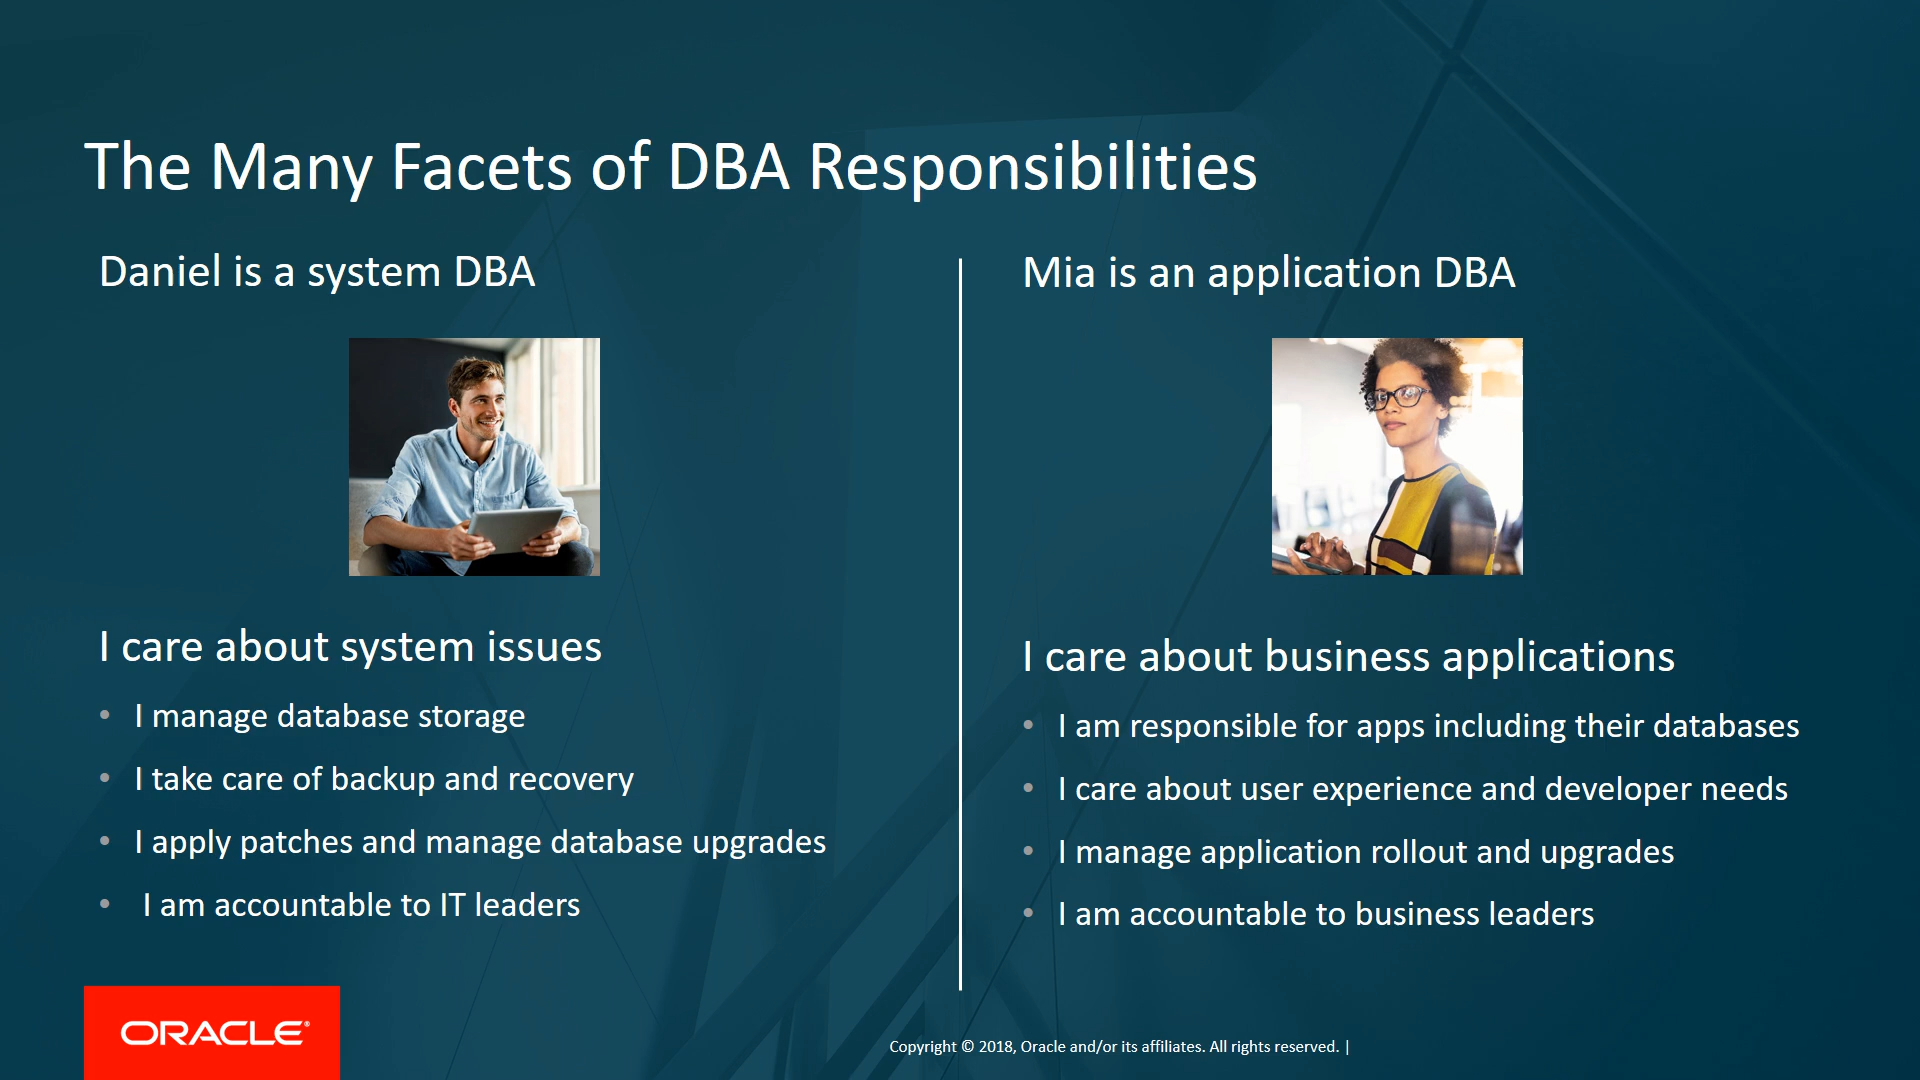 The Many Facets of DBA Responsibilities
Daniel is a system DBA
I care about system issues
• I manage database storage
• I take care of backup and recovery
• I apply patches and manage database upgrades
• I am accountable to IT leaders
Mia is an application DBA
I care about business applications
• I am responsible for apps including their databases
• I care about user experience and developer needs
• I manage application rollout and upgrades
• I am accountable to business leaders
ORACLE®
Copyright © 2018, Oracle and/or its affiliates. All rights reserved. |